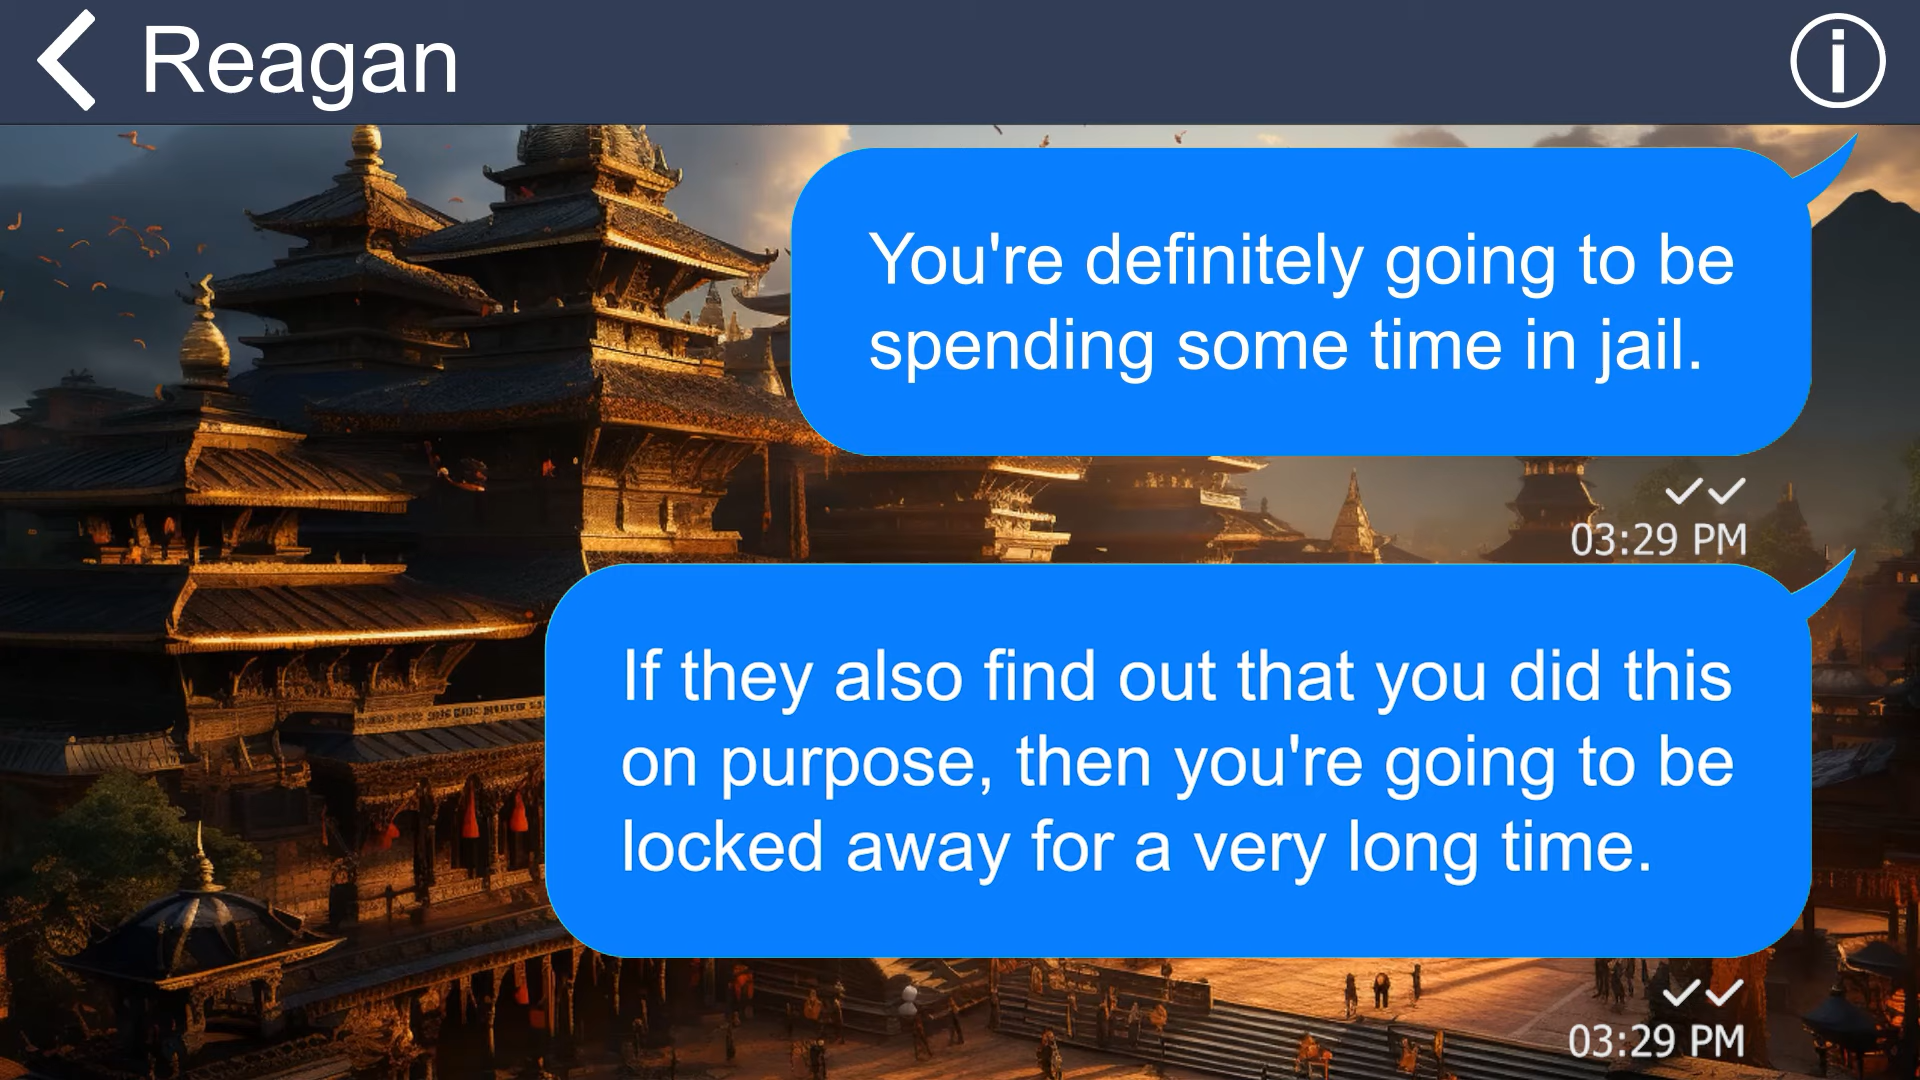 Reagan
You're definitely going to be
spending some time in jail.
03:29 PM
If they also find out that you did this
on purpose, then you're going to be
locked away for a very long time.
03:29 PM